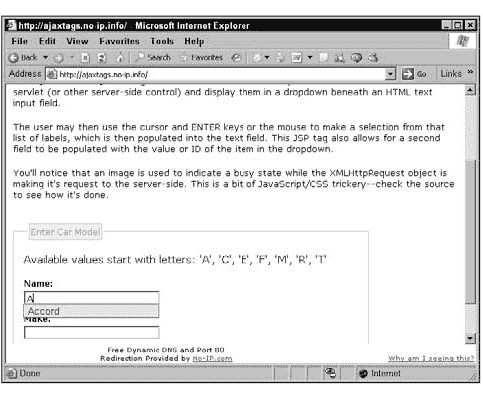 http://ajaxtags.no-ip.info/ - Microsoft Internet Explorer
File Edit View Favorites Tools Help
Back Search Favorites
Address http://ajaxtags.no-ip.info/ Go Links »
servlet (or other server-side control) and display them in a dropdown beneath an HTML text
input field.
The user may then use the cursor and ENTER keys or the mouse to make a selection from that
list of labels, which is then populated into the text field. This JSP tag also allows for a second
field to be populated with the value or ID of the item in the dropdown.
You'll notice that an image is used to indicate a busy state while the XMLHttpRequest object is
making it's request to the server-side. This is a bit of JavaScript/CSS trickery--check the source
to see how it's done.
Enter Car Model
Available values start with letters: 'A', 'C', 'E', 'F', 'M', 'R', 'T'
Name:
A
Accord
Make:
Free Dynamic DNS and Port 80
Redirection Provided by No-IP.com
Why am I seeing this?
Done Internet